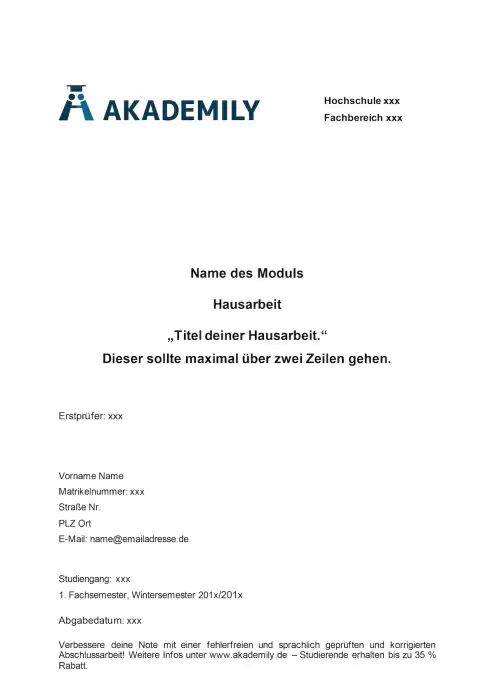 AKADEMILY
Hochschule xxx
Fachbereich xxx
Name des Moduls
Hausarbeit
„Titel deiner Hausarbeit.“
Dieser sollte maximal über zwei Zeilen gehen.
Erstprüfer: xxx
Vorname Name
Matrikelnummer: xxx
Straße Nr.
PLZ Ort
E-Mail: name@emailadresse.de
Studiengang: xxx
1. Fachsemester, Wintersemester 201x/201x
Abgabedatum: xxx
Verbessere deine Note mit einer fehlerfreien und sprachlich geprüften und korrigierten
Abschlussarbeit! Weitere Infos unter www.akademily.de – Studierende erhalten bis zu 35 %
Rabatt.